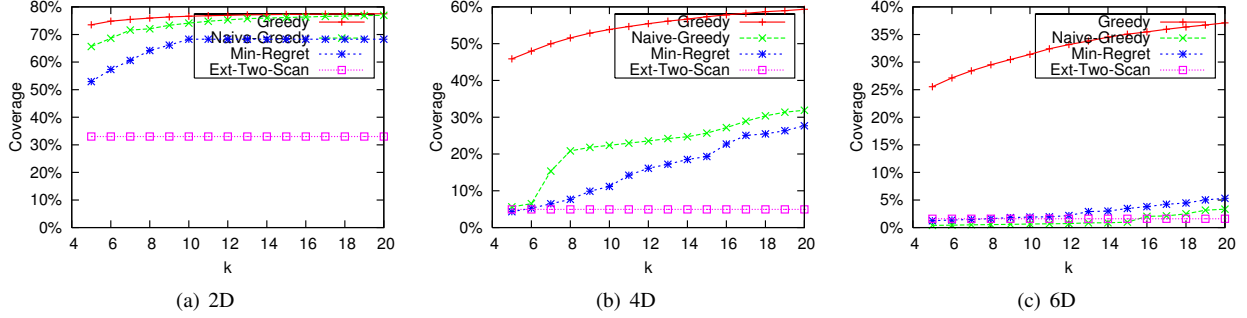 80%
70%
60%
50%
40%
30%
20%
10%
0%
Coverage
4 6 8 10 12 14 16 18 20
k
Greedy
Naive-Greedy
Min-Regret
Ext-Two-Scan
(a) 2D
60%
50%
40%
30%
20%
10%
0%
Coverage
4 6 8 10 12 14 16 18 20
k
Greedy
Naive-Greedy
Min-Regret
Ext-Two-Scan
(b) 4D
40%
35%
30%
25%
20%
15%
10%
5%
0%
Coverage
4 6 8 10 12 14 16 18 20
k
Greedy
Naive-Greedy
Min-Regret
Ext-Two-Scan
(c) 6D